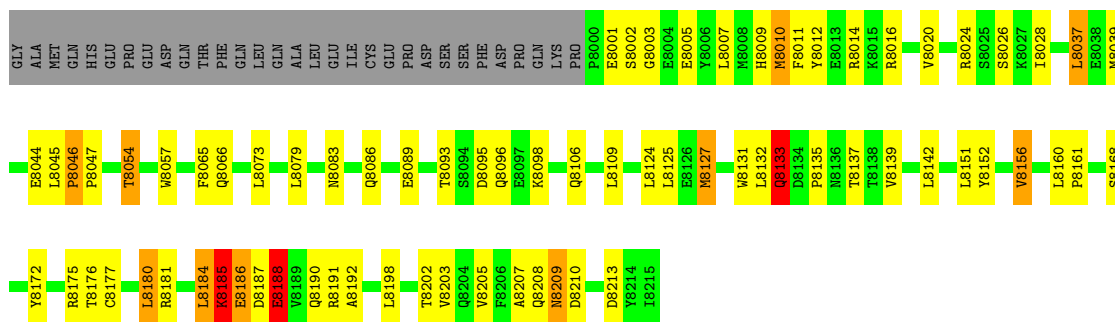 GLY ALA MET GLN HIS GLU PRO GLU ASP GLN THR PHE GLN LEU GLN ALA LEU GLU ILE CYS GLU PRO ASP SER SER PHE ASP PRO GLN LYS PRO P8000 E8001 S8002 G8003 E8004 E8005 Y8006 L8007 M8008 H8009 M8010 F8011 Y8012 E8013 R8014 K8015 R8016 V8020 R8024 S8025 S8026 K8027 I8028 L8037 E8038 M8039
E8044 L8045 P8046 P8047 T8054 W8057 F8065 Q8066 L8073 L8079 N8083 Q8086 E8089 T8093 S8094 D8095 Q8096 E8097 K8098 Q8106 L8109 L8124 L8125 E8126 M8127 W8131 L8132 Q8133 D8134 P8135 N8136 T8137 T8138 V8139 L8142 L8151 Y8152 V8156 L8160 P8161 S8168
Y8172 R8175 T8176 C8177 L8180 R8181 L8184 K8185 E8186 D8187 E8188 Y8189 Q8190 R8191 A8192 L8198 T8202 V8203 Q8204 V8205 F8206 A8207 Q8208 N8209 D8210 D8213 Y8214 I8215